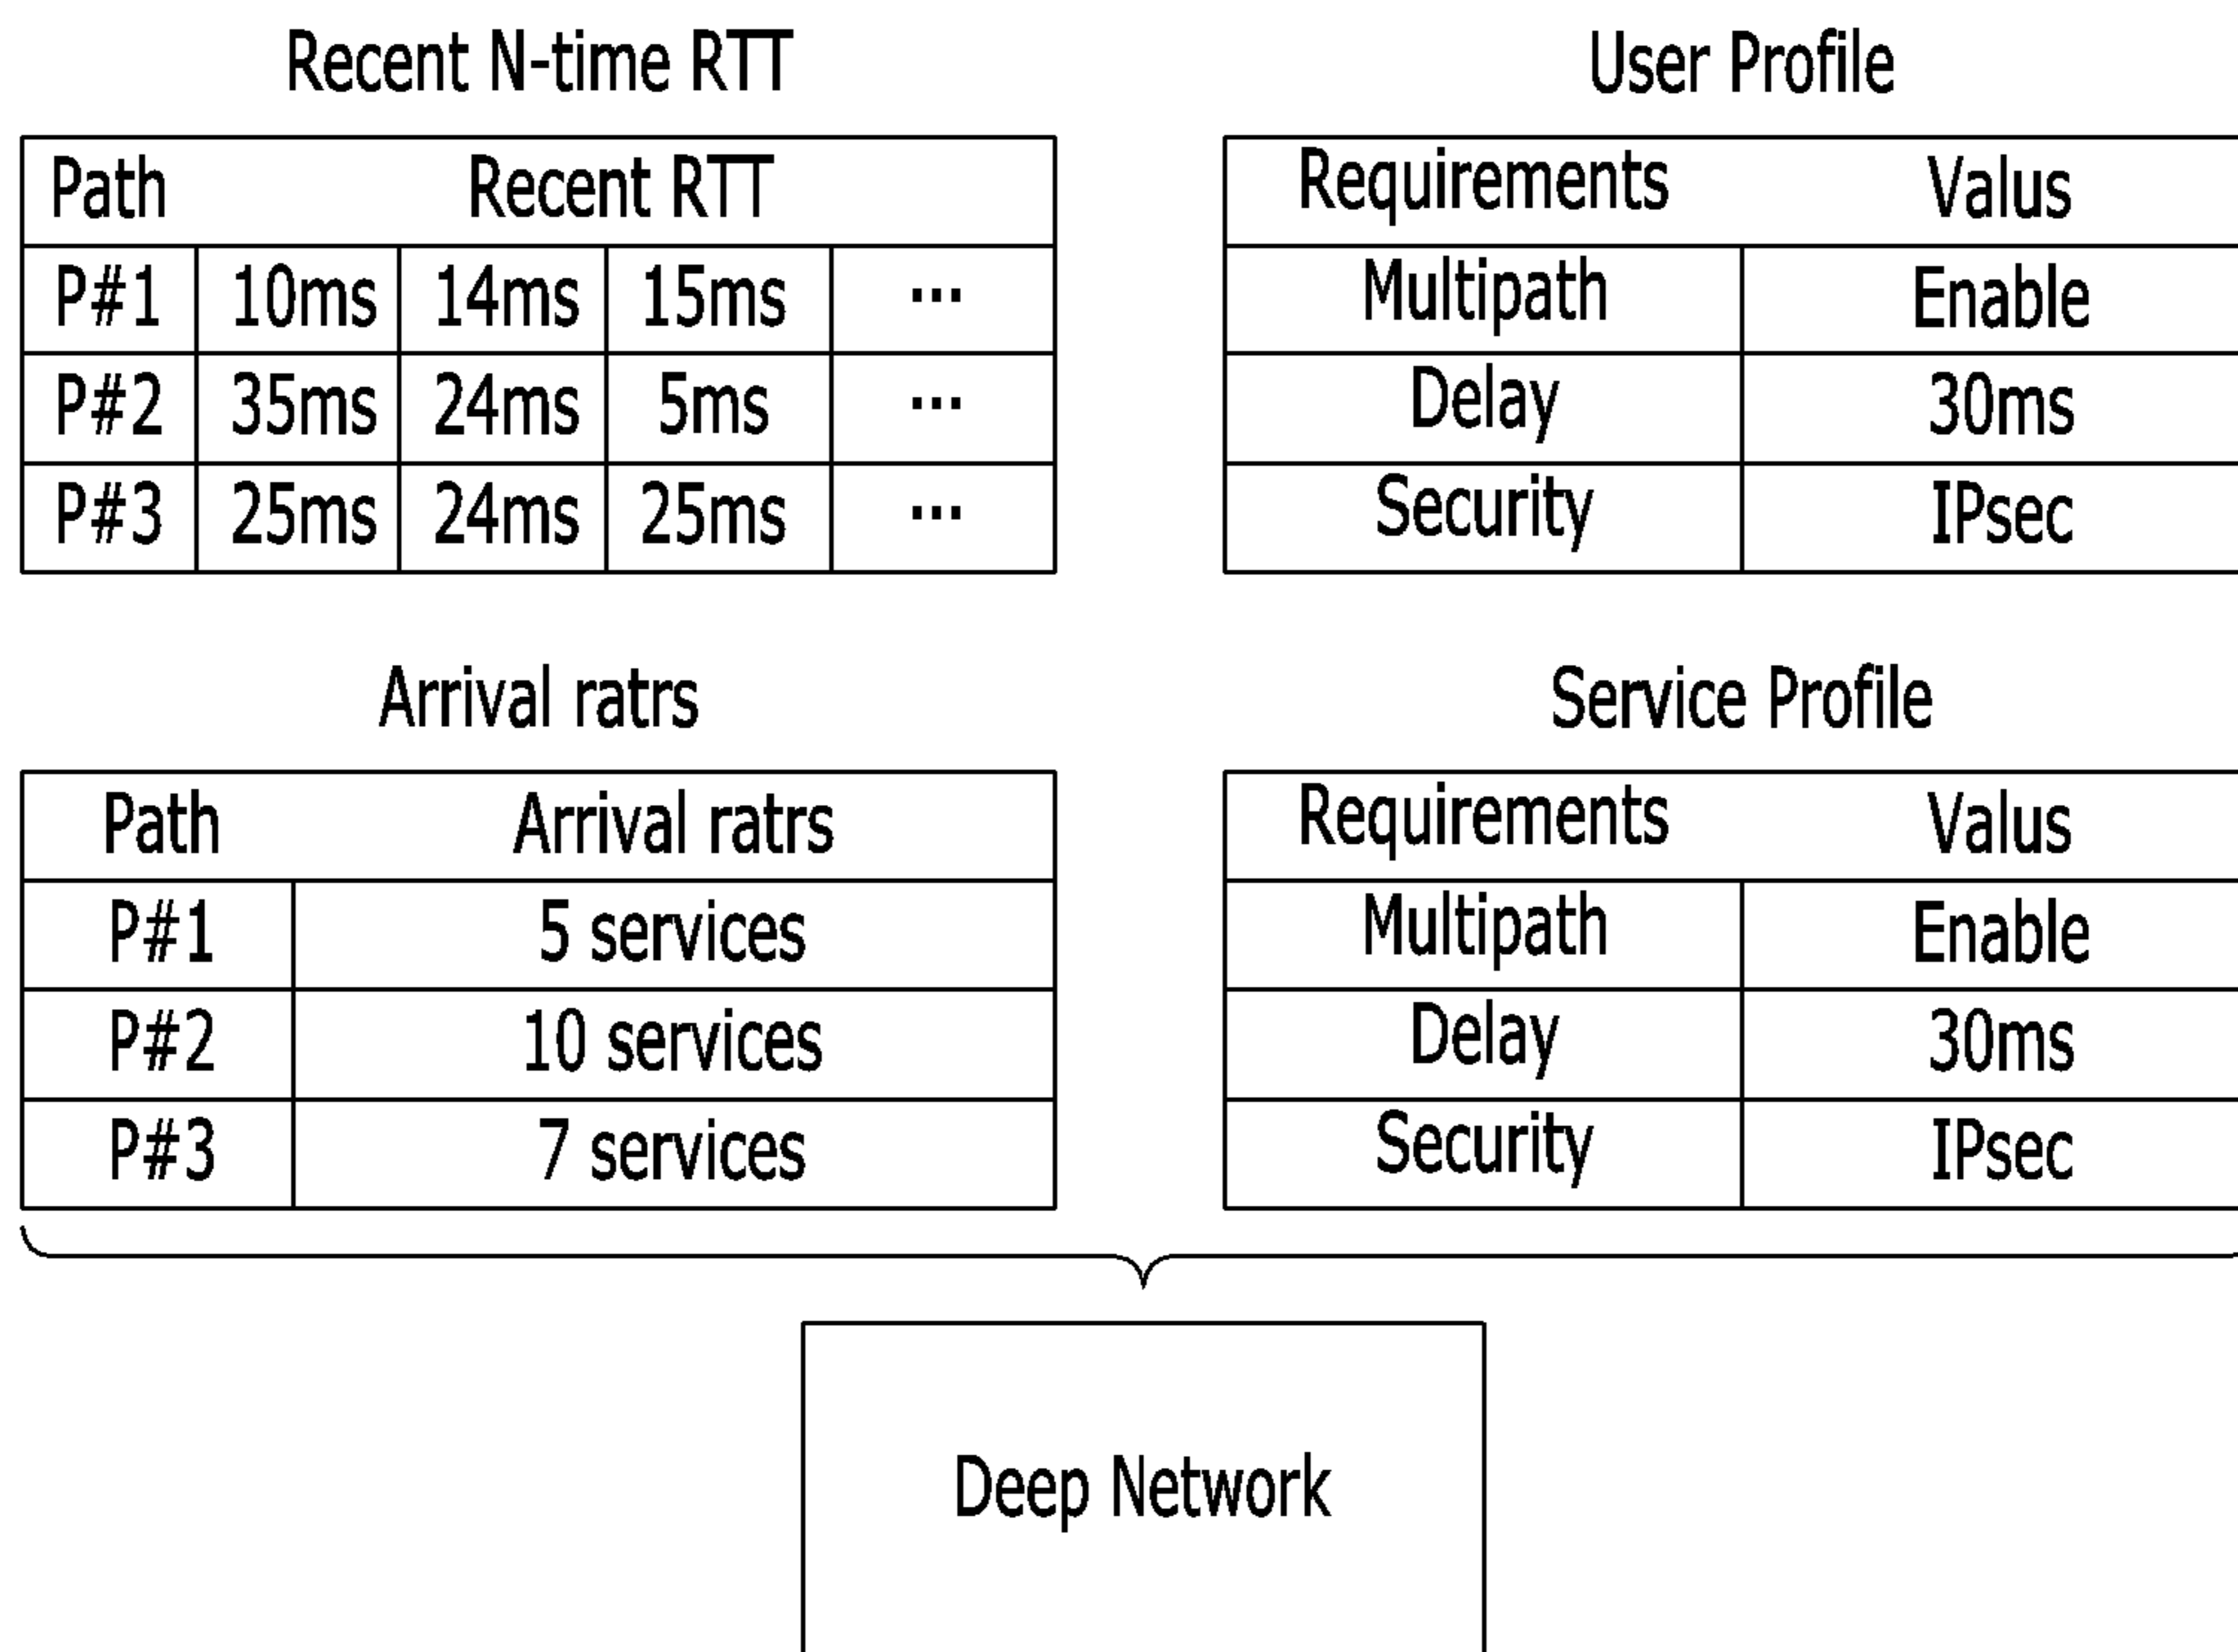 Recent N-time RTT
Path Recent RTT
P#1 10ms 14ms 15ms ...
P#2 35ms 24ms 5ms ...
P#3 25ms 24ms 25ms ...
User Profile
Requirements Valus
Multipath Enable
Delay 30ms
Security IPsec
Arrival ratrs
Path Arrival ratrs
P#1 5 services
P#2 10 services
P#3 7 services
Service Profile
Requirements Valus
Multipath Enable
Delay 30ms
Security IPsec
Deep Network